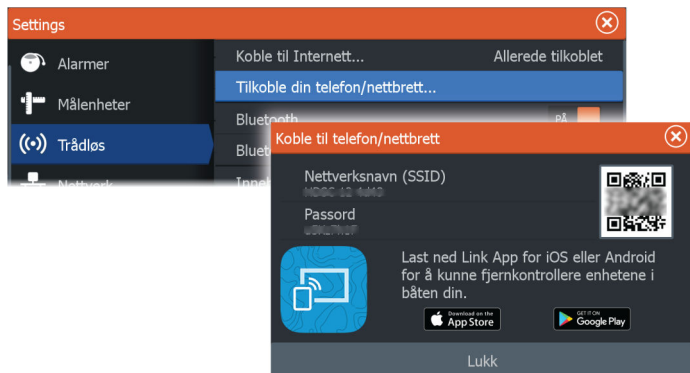 Settings
Alarmer
Målenheter
Trådløs
Nettverk
Koble til Internett... Allerede tilkoblet
Tilkoble din telefon/nettbrett...
Bluetooth PÅ
Koble til telefon/nettbrett
Nettverksnavn (SSID)
Passord
Last ned Link App for iOS eller Android
for å kunne fjernkontrollere enhetene i
båten din.
Download on the
App Store
GET IT ON
Google Play
Lukk